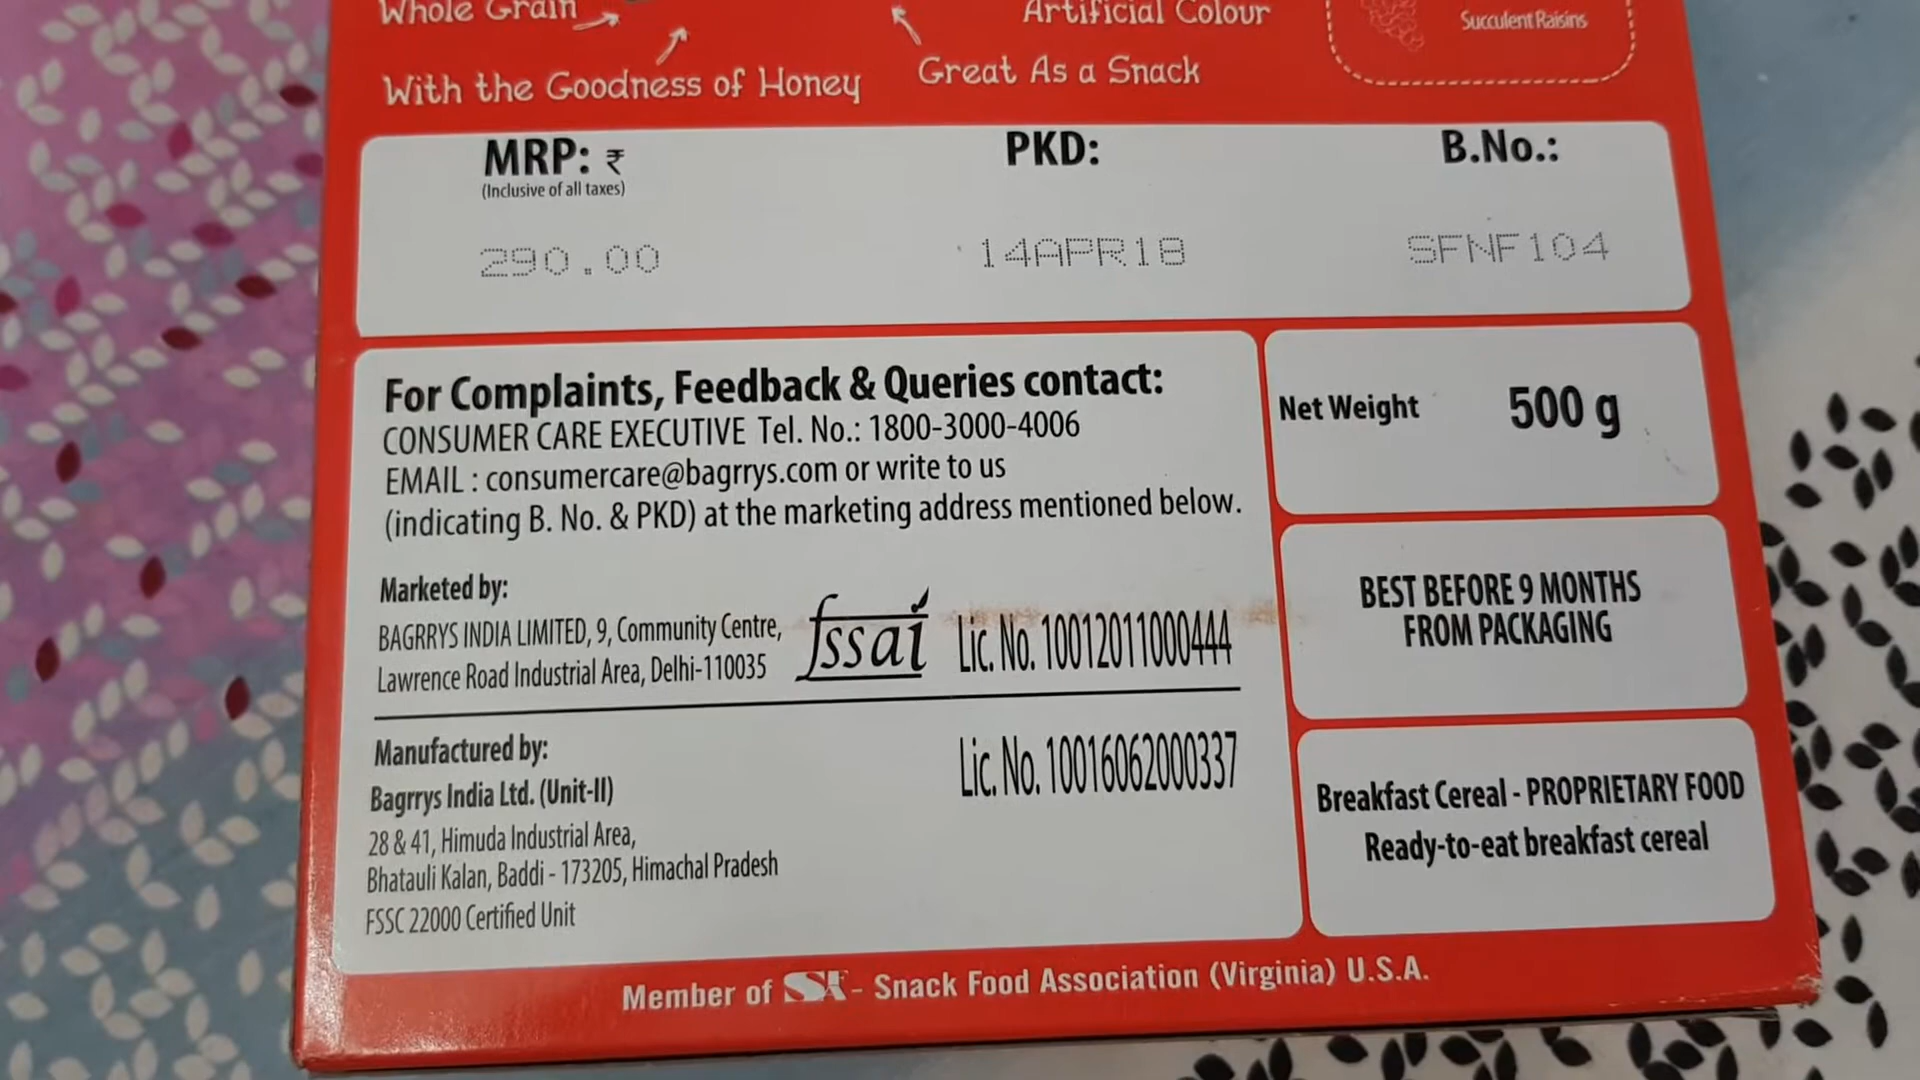 Whole Grain
Artificial Colour
Succulent Raisins
With the Goodness of Honey
Great As a Snack
MRP: ₹
(Inclusive of all taxes)
PKD:
B.No.:
290.00
14APR18
SFNF104
For Complaints, Feedback & Queries contact:
CONSUMER CARE EXECUTIVE Tel. No.: 1800-3000-4006
EMAIL : consumercare@bagrrys.com or write to us
(indicating B. No. & PKD) at the marketing address mentioned below.
Net Weight 500 g
Marketed by:
BAGRRYS INDIA LIMITED, 9, Community Centre,
Lawrence Road Industrial Area, Delhi-110035
fssai Lic. No. 10012011000444
BEST BEFORE 9 MONTHS
FROM PACKAGING
Manufactured by:
Bagrrys India Ltd. (Unit-II)
28 & 41, Himuda Industrial Area,
Bhatauli Kalan, Baddi - 173205, Himachal Pradesh
FSSC 22000 Certified Unit
Lic. No. 10016062000337
Breakfast Cereal - PROPRIETARY FOOD
Ready-to-eat breakfast cereal
Member of SFA - Snack Food Association (Virginia) U.S.A.